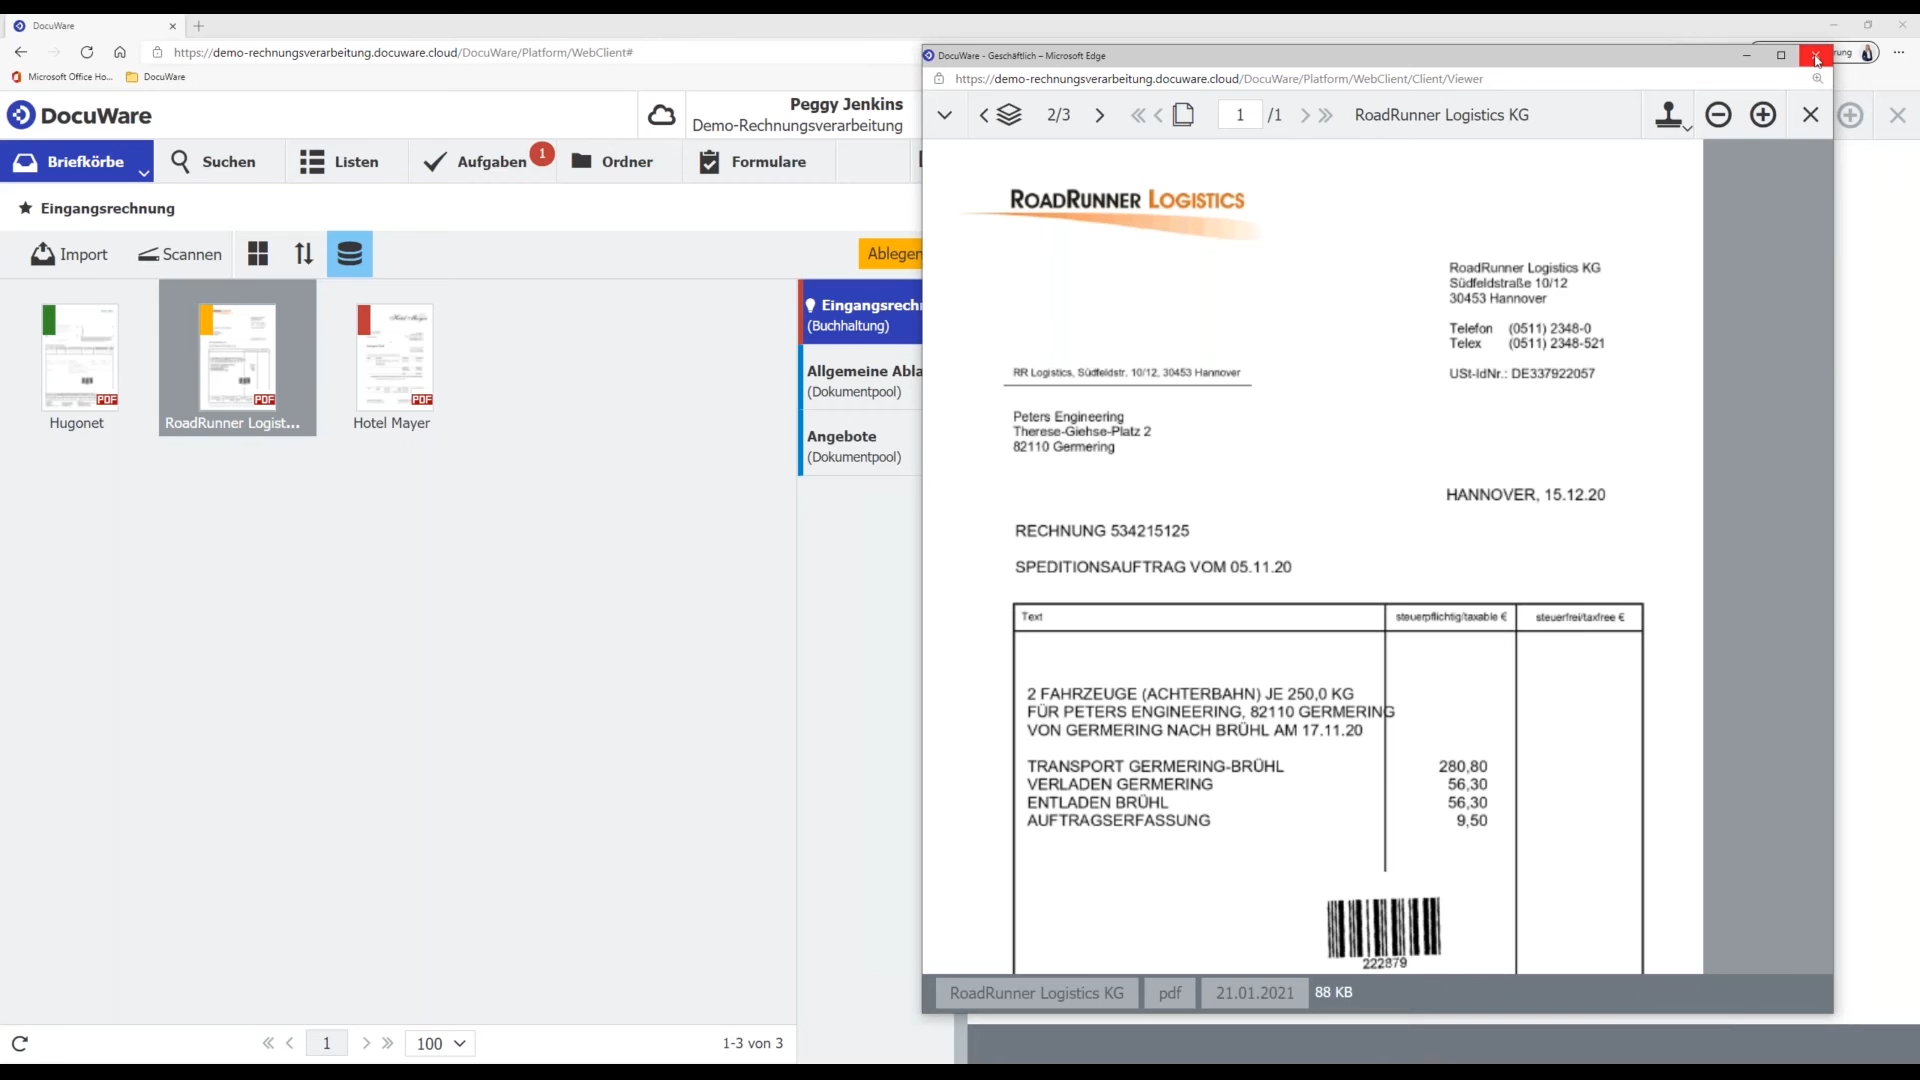 DocuWare
https://demo-rechnungsverarbeitung.docuware.cloud/DocuWare/Platform/WebClient#
Microsoft Office Ho...
DocuWare
DocuWare
Peggy Jenkins
Demo-Rechnungsverarbeitung
Briefkörbe
Suchen
Listen
Aufgaben
1
Ordner
Formulare
Eingangsrechnung
Import
Scannen
Ablegen
Hugonet
PDF
RoadRunner Logist...
PDF
Hotel Mayer
PDF
Eingangsrechn
(Buchhaltung)
Allgemeine Abla
(Dokumentpool)
Angebote
(Dokumentpool)
1
100
1-3 von 3
DocuWare - Geschäftlich – Microsoft Edge
rung
https://demo-rechnungsverarbeitung.docuware.cloud/DocuWare/Platform/WebClient/Client/Viewer
2/3
1
/1
RoadRunner Logistics KG
ROADRUNNER LOGISTICS
RoadRunner Logistics KG
Südfeldstraße 10/12
30453 Hannover
Telefon (0511) 2348-0
Telex (0511) 2348-521
USt-IdNr.: DE337922057
RR Logistics, Südfeldstr. 10/12, 30453 Hannover
Peters Engineering
Therese-Giehse-Platz 2
82110 Germering
HANNOVER, 15.12.20
RECHNUNG 534215125
SPEDITIONSAUFTRAG VOM 05.11.20
Text steuerpflichtig/taxable € steuerfrei/taxfree €
2 FAHRZEUGE (ACHTERBAHN) JE 250,0 KG
FÜR PETERS ENGINEERING, 82110 GERMERING
VON GERMERING NACH BRÜHL AM 17.11.20
TRANSPORT GERMERING-BRÜHL 280,80
VERLADEN GERMERING 56,30
ENTLADEN BRÜHL 56,30
AUFTRAGSERFASSUNG 9,50
222879
RoadRunner Logistics KG
pdf
21.01.2021
88 KB